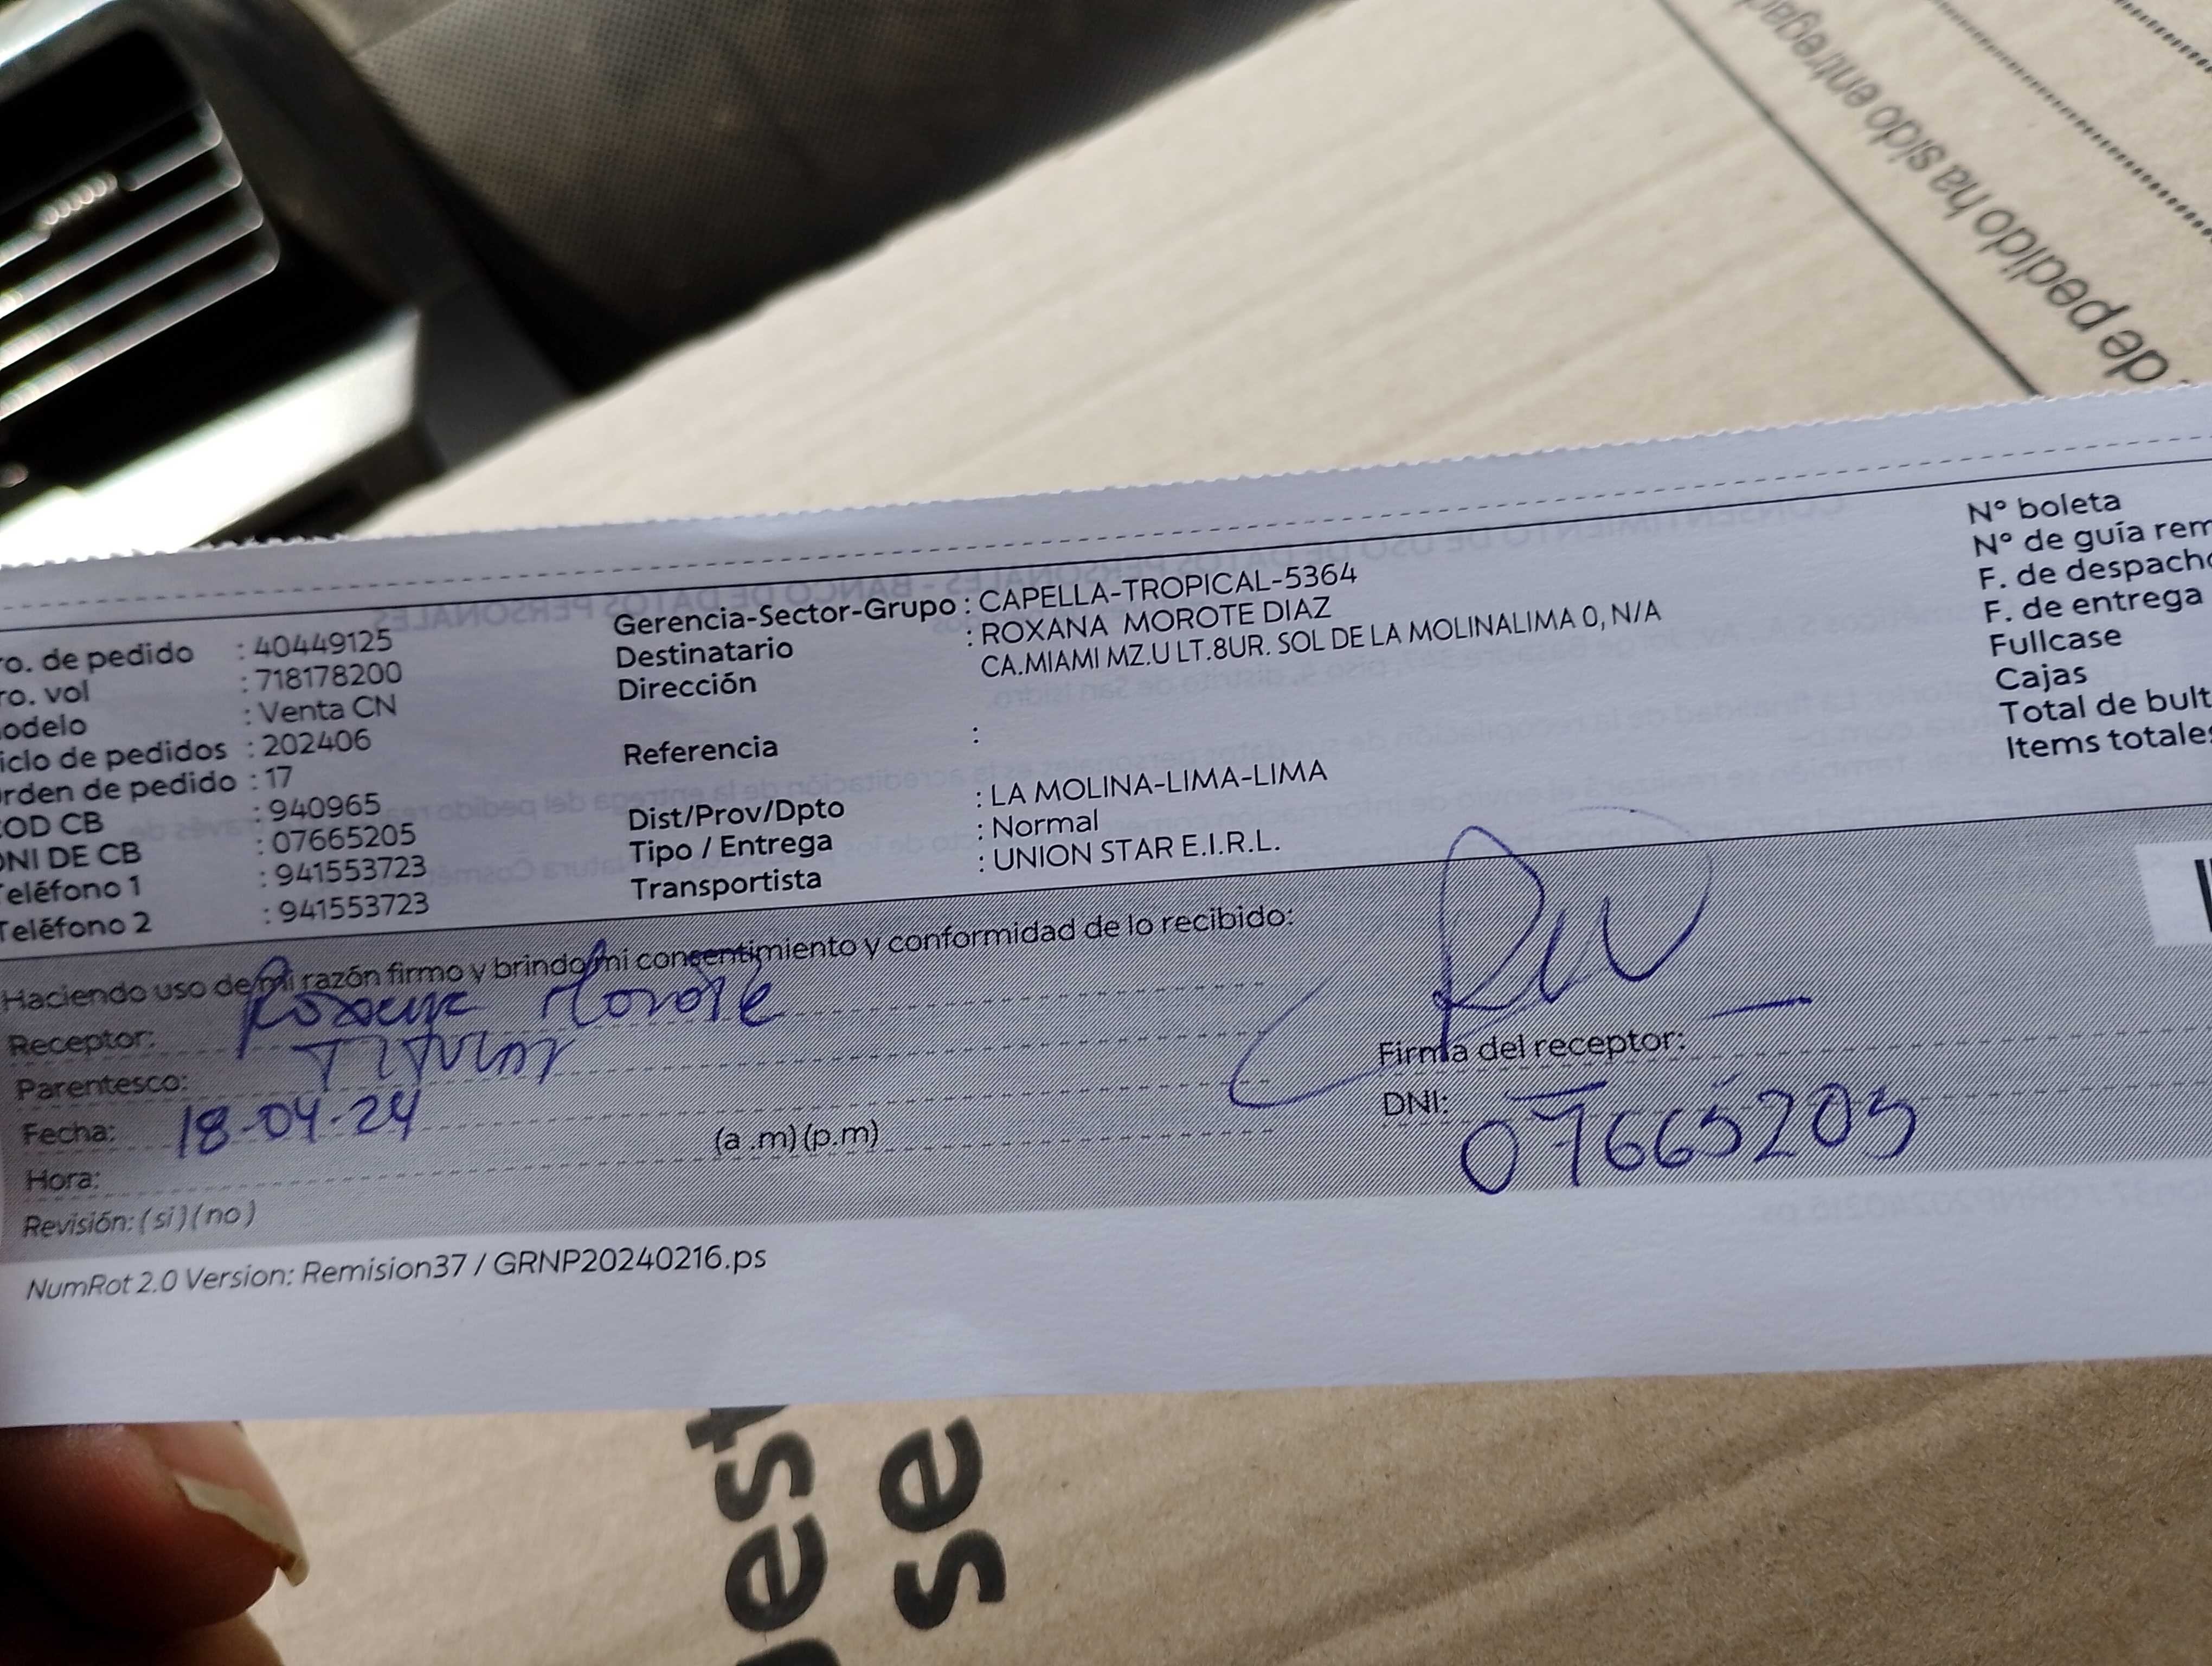 de pedido ha sido entregad
ro. de pedido : 40449125
ro. vol : 718178200
odelo : Venta CN
iclo de pedidos : 202406
rden de pedido : 17
OD CB : 940965
NI DE CB : 07665205
eléfono 1 : 941553723
Teléfono 2 : 941553723
Gerencia-Sector-Grupo : CAPELLA-TROPICAL-5364
Destinatario : ROXANA MOROTE DIAZ
Dirección CA.MIAMI MZ.U LT.8UR. SOL DE LA MOLINALIMA 0, N/A
Referencia :
Dist/Prov/Dpto : LA MOLINA-LIMA-LIMA
Tipo / Entrega : Normal
Transportista : UNION STAR E.I.R.L.
N° boleta
N° de guía rem
F. de despacho
F. de entrega
Fullcase
Cajas
Total de bult
Items totales
Haciendo uso de mi razón firmo y brindo mi consentimiento y conformidad de lo recibido:
Receptor: Roxana Morote
Parentesco: TITULAR
Fecha: 18-04-24
Hora: (a .m) (p.m)
Revisión: (si) (no)
Firma del receptor:
DNI: 07665205
NumRot 2.0 Version: Remision37 / GRNP20240216.ps
est
se